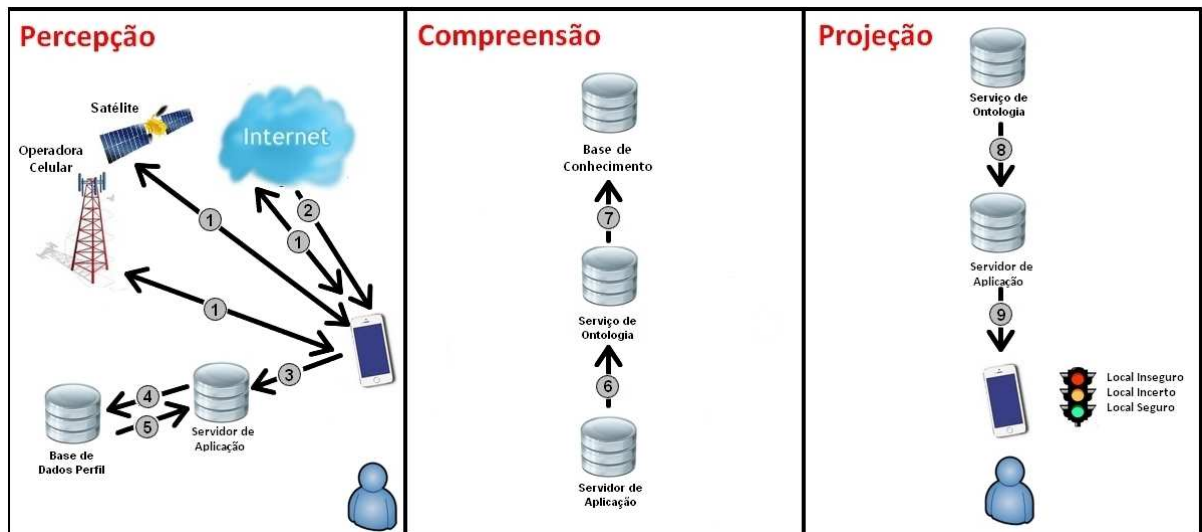 Percepção
Satélite
Internet
Operadora
Celular
1
2
1
1
3
4
5
Base de
Dados Perfil
Servidor de
Aplicação
Compreensão
Base de
Conhecimento
7
Serviço de
Ontologia
6
Servidor de
Aplicação
Projeção
Serviço de
Ontologia
8
Servidor de
Aplicação
9
Local Inseguro
Local Incerto
Local Seguro